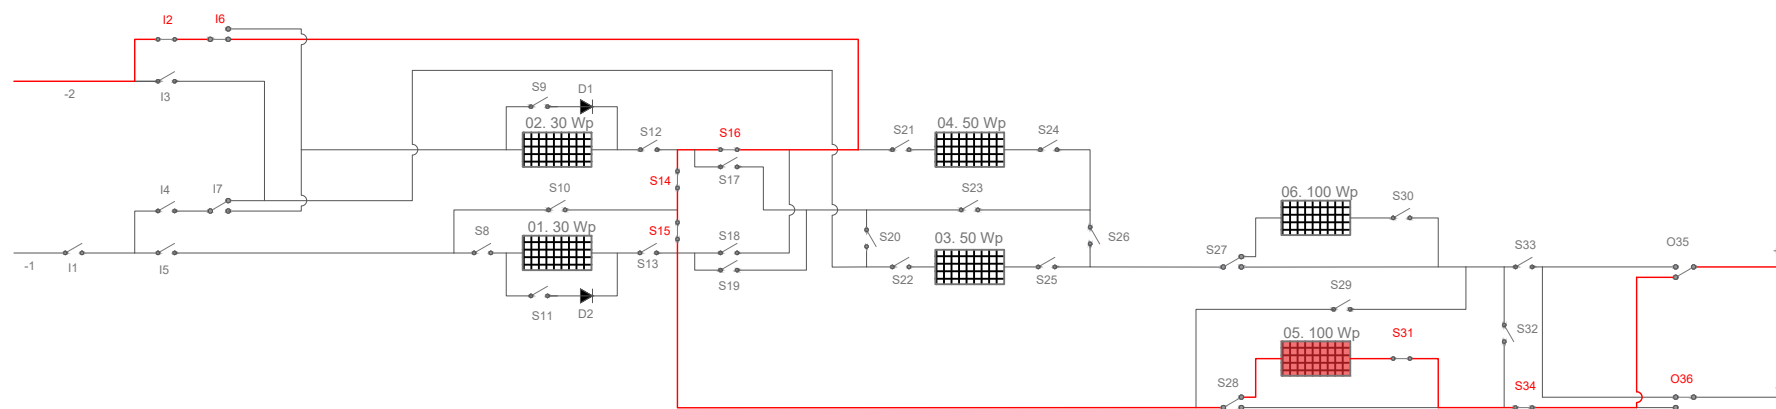 I2
I6
-2
I3
S9
D1
02. 30 Wp
S12
S16
S21
04. 50 Wp
S24
S17
S14
I4
I7
S10
S23
06. 100 Wp
S30
S8
01. 30 Wp
S15
S18
S20
03. 50 Wp
S26
S27
S33
O35
-1
I1
I5
S13
S19
S22
S25
S29
S11
D2
05. 100 Wp
S31
S32
S28
S34
O36